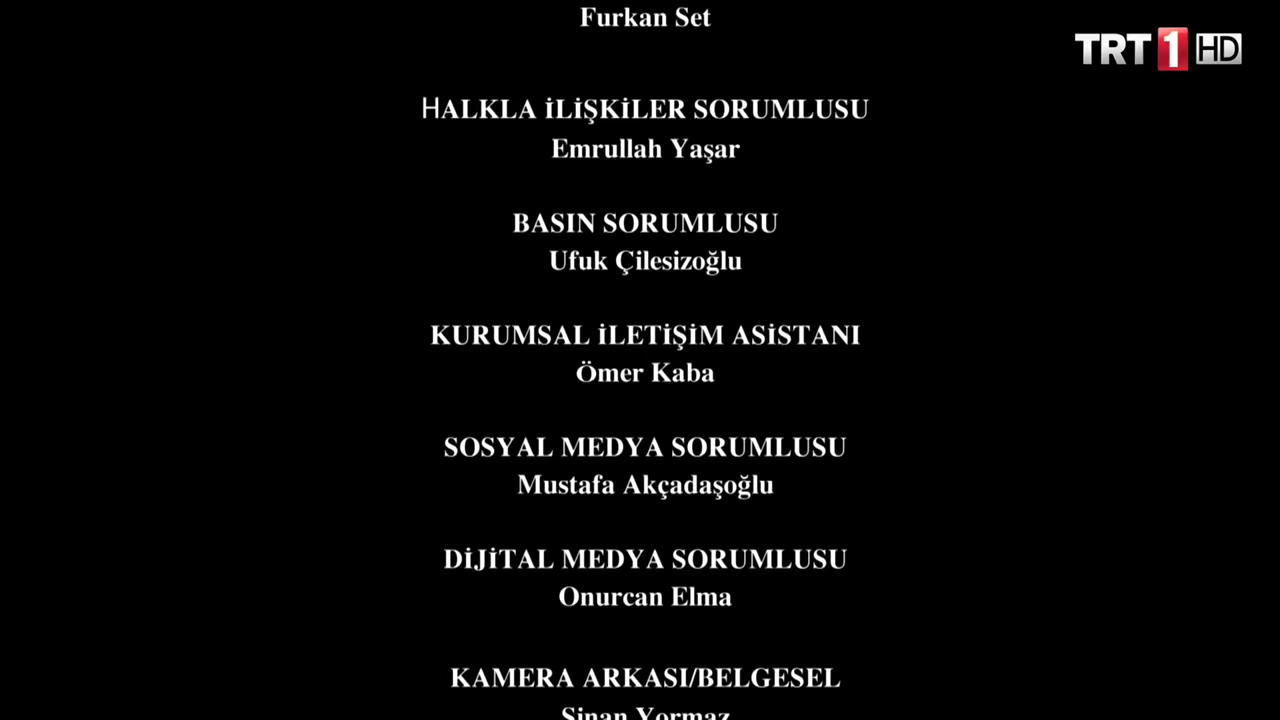 Furkan Set
TRT 1 HD
HALKLA İLİŞKİLER SORUMLUSU
Emrullah Yaşar
BASIN SORUMLUSU
Ufuk Çilesizoğlu
KURUMSAL İLETİŞİM ASİSTANI
Ömer Kaba
SOSYAL MEDYA SORUMLUSU
Mustafa Akçadaşoğlu
DİJİTAL MEDYA SORUMLUSU
Onurcan Elma
KAMERA ARKASI/BELGESEL
Sinan Yormaz